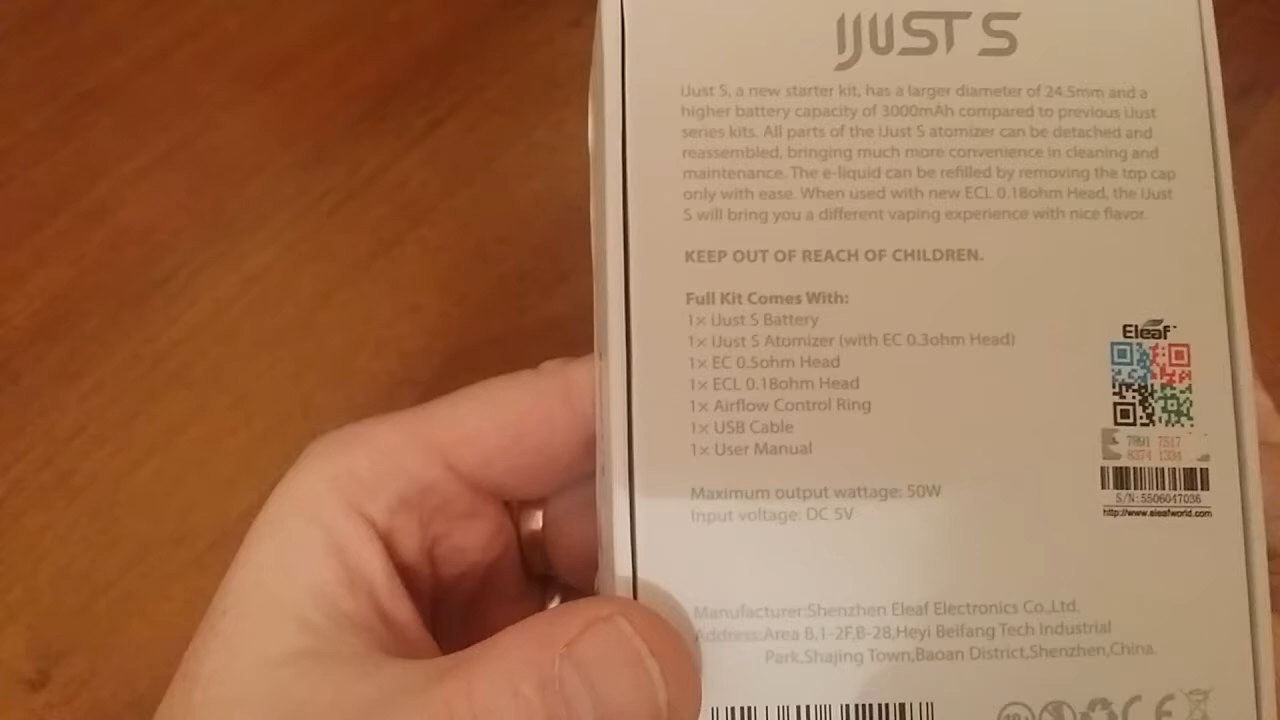 IJUST S
iJust S, a new starter kit, has a larger diameter of 24.5mm and a
higher battery capacity of 3000mAh compared to previous iJust
series kits. All parts of the iJust S atomizer can be detached and
reassembled, bringing much more convenience in cleaning and
maintenance. The e-liquid can be refilled by removing the top cap
only with ease. When used with new ECL 0.18ohm Head, the iJust
S will bring you a different vaping experience with nice flavor.
KEEP OUT OF REACH OF CHILDREN.
Full Kit Comes With:
1× iJust S Battery
1× iJust S Atomizer (with EC 0.3ohm Head)
1× EC 0.5ohm Head
1× ECL 0.18ohm Head
1× Airflow Control Ring
1× USB Cable
1× User Manual
Maximum output wattage: 50W
Input voltage: DC 5V
Eleaf
7891 7517
8374 1334
S/N: 5506047036
http://www.eleafworld.com
Manufacturer:Shenzhen Eleaf Electronics Co.,Ltd.
Address:Area B,1-2F,B-28,Heyi Beifang Tech Industrial
Park,Shajing Town,Baoan District,Shenzhen,China.